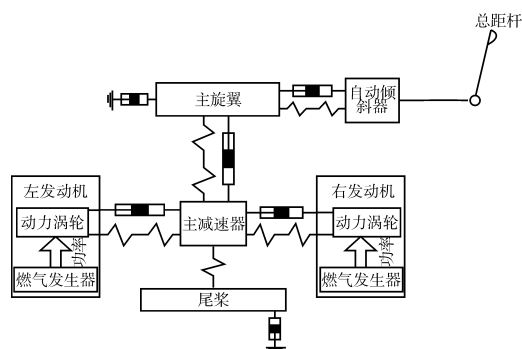 总距杆
主旋翼
自动倾
斜器
左发动机
右发动机
动力涡轮
主减速器
动力涡轮
功率
功率
燃气发生器
燃气发生器
尾桨